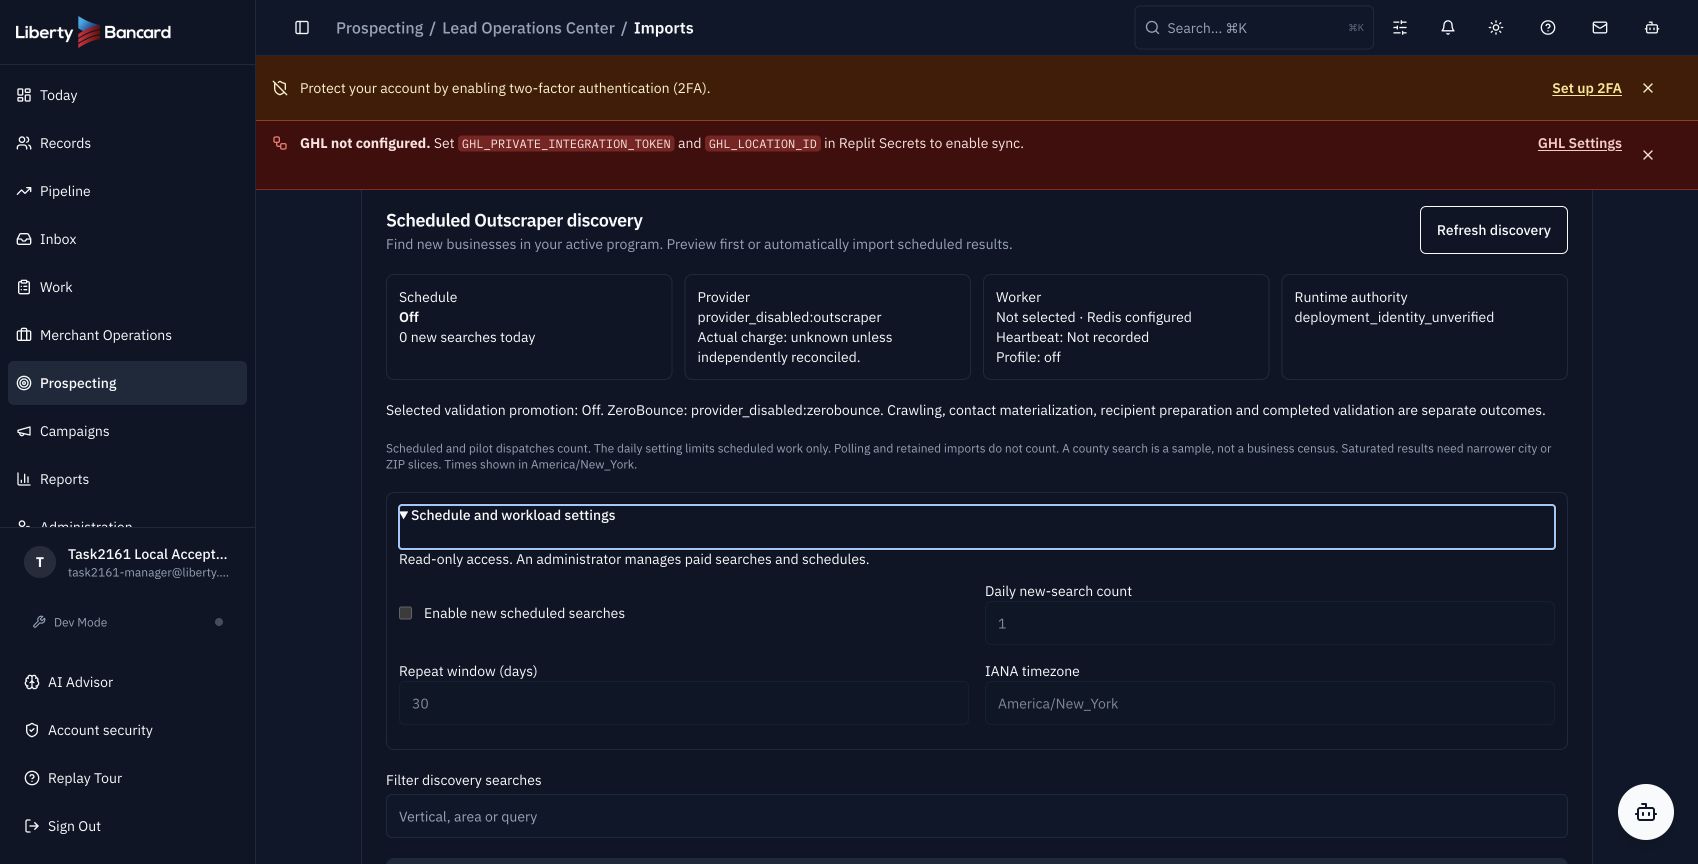 Liberty Bancard
Prospecting / Lead Operations Center / Imports
Search... ⌘K
⌘K
Today
Records
Pipeline
Inbox
Work
Merchant Operations
Prospecting
Campaigns
Reports
Administration
T
Task2161 Local Accept...
task2161-manager@liberty....
Dev Mode
AI Advisor
Account security
Replay Tour
Sign Out
Protect your account by enabling two-factor authentication (2FA).
Set up 2FA
GHL not configured. Set GHL_PRIVATE_INTEGRATION_TOKEN and GHL_LOCATION_ID in Replit Secrets to enable sync.
GHL Settings
Scheduled Outscraper discovery
Find new businesses in your active program. Preview first or automatically import scheduled results.
Refresh discovery
Schedule
Off
0 new searches today
Provider
provider_disabled:outscraper
Actual charge: unknown unless
independently reconciled.
Worker
Not selected · Redis configured
Heartbeat: Not recorded
Profile: off
Runtime authority
deployment_identity_unverified
Selected validation promotion: Off. ZeroBounce: provider_disabled:zerobounce. Crawling, contact materialization, recipient preparation and completed validation are separate outcomes.
Scheduled and pilot dispatches count. The daily setting limits scheduled work only. Polling and retained imports do not count. A county search is a sample, not a business census. Saturated results need narrower city or
ZIP slices. Times shown in America/New_York.
Schedule and workload settings
Read-only access. An administrator manages paid searches and schedules.
Enable new scheduled searches
Daily new-search count
1
Repeat window (days)
30
IANA timezone
America/New_York
Filter discovery searches
Vertical, area or query